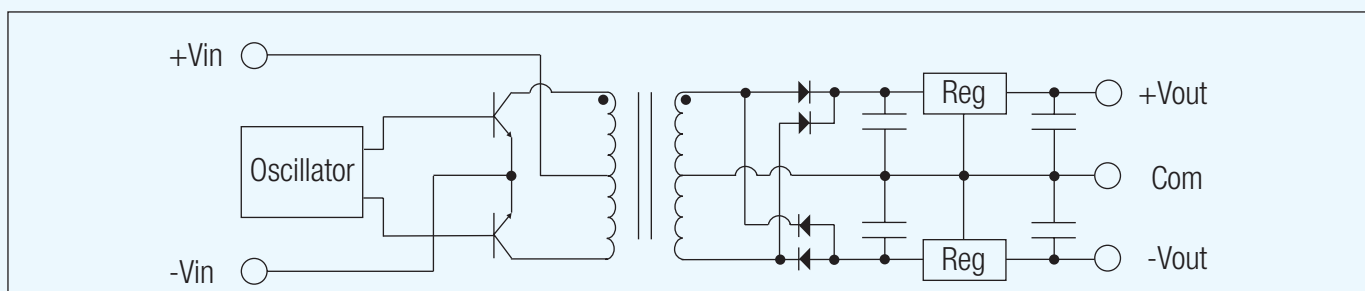 +Vin
Oscillator
-Vin
Reg
+Vout
Com
Reg
-Vout